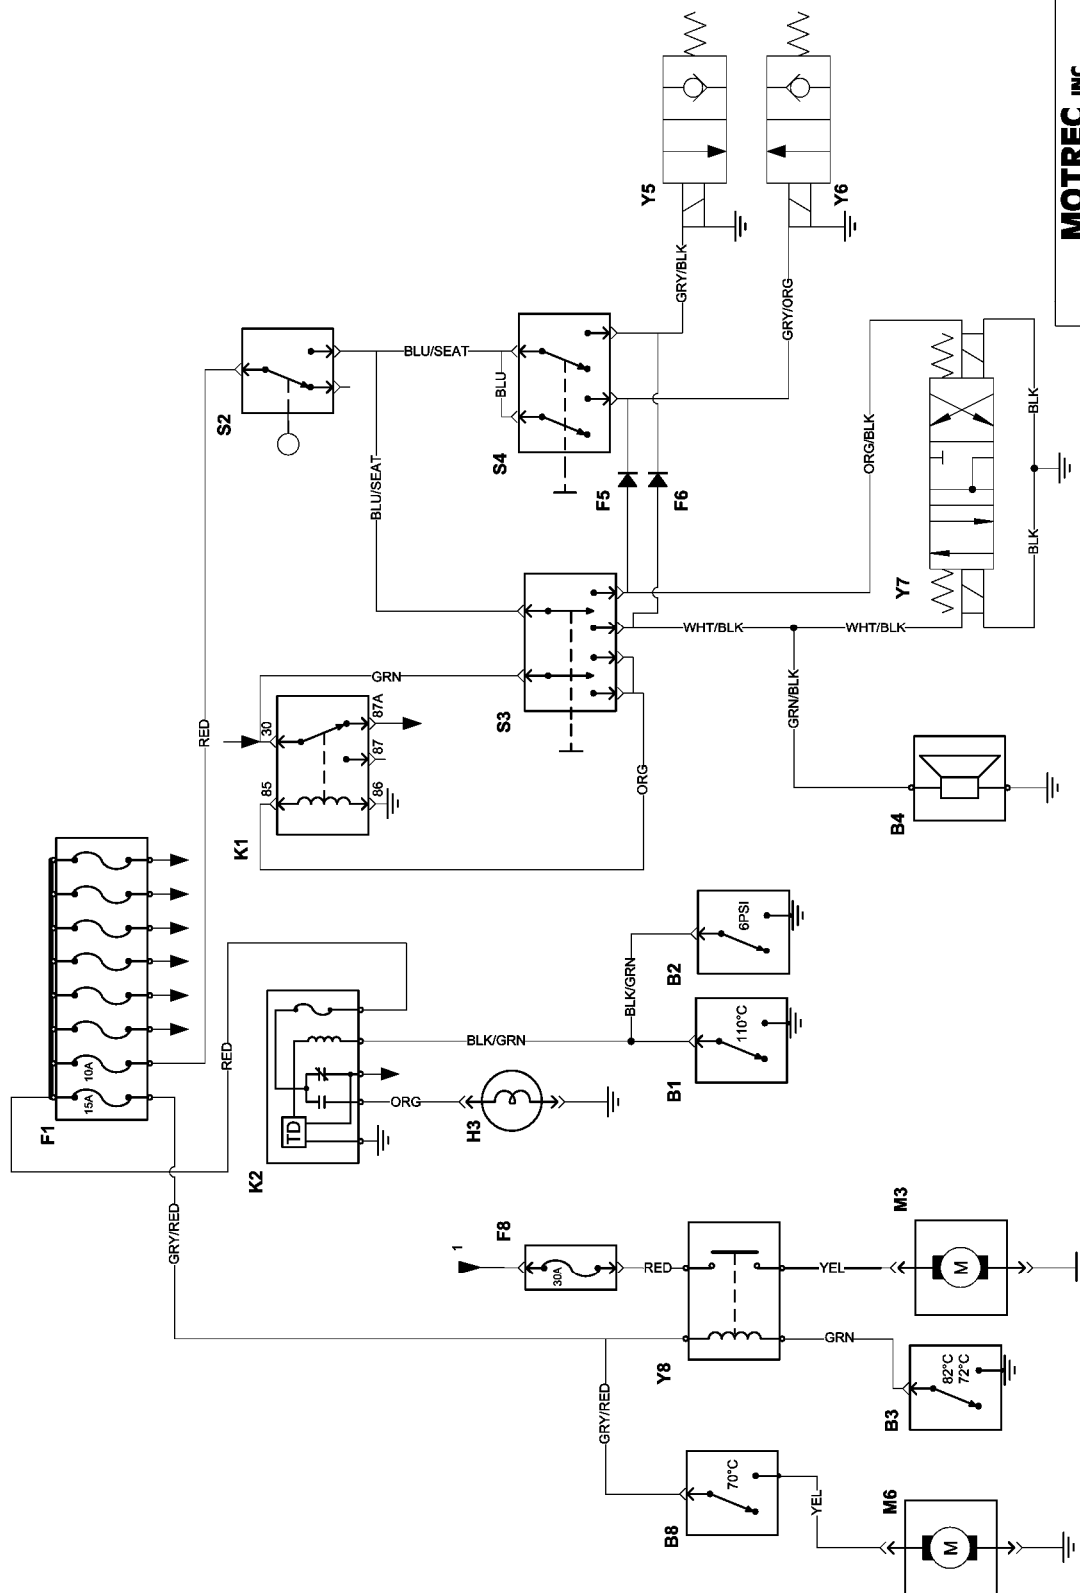 MOTREC INC
Y5
Y6
GRY/BLK
GRY/ORG
S2
BLU/SEAT
BLU
S4
BLU/SEAT
F5
F6
ORG/BLK
BLK
BLK
Y7
WHT/BLK
WHT/BLK
GRN
S3
RED
30
87A
87
85
86
K1
ORG
GRN/BLK
B4
F1
10A
15A
RED
6PSI
B2
BLK/GRN
110°C
B1
BLK/GRN
ORG
H3
TD
K2
GRY/RED
1
F8
30A
RED
YEL
M3
M
GRN
Y8
82°C
72°C
B3
GRY/RED
70°C
B8
YEL
M6
M